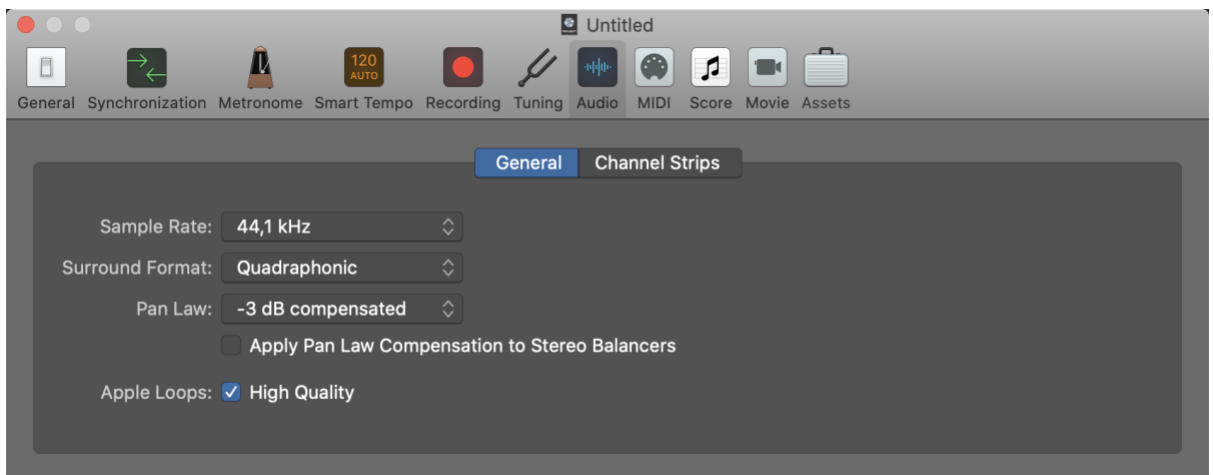 Untitled
120
AUTO
General Synchronization Metronome Smart Tempo Recording Tuning Audio MIDI Score Movie Assets
General Channel Strips
Sample Rate: 44,1 kHz
Surround Format: Quadraphonic
Pan Law: -3 dB compensated
Apply Pan Law Compensation to Stereo Balancers
Apple Loops: High Quality